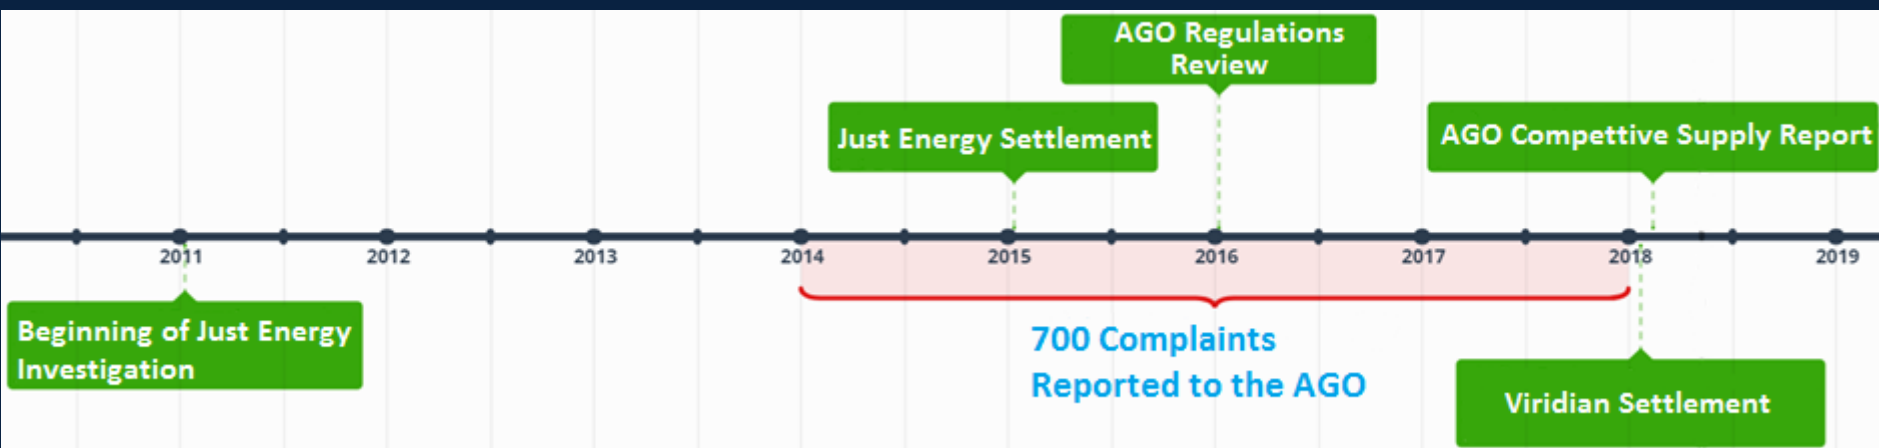 AGO Regulations
Review
Just Energy Settlement
AGO Compettive Supply Report
2011
2012
2013
2014
2015
2016
2017
2018
2019
Beginning of Just Energy
Investigation
700 Complaints
Reported to the AGO
Viridian Settlement